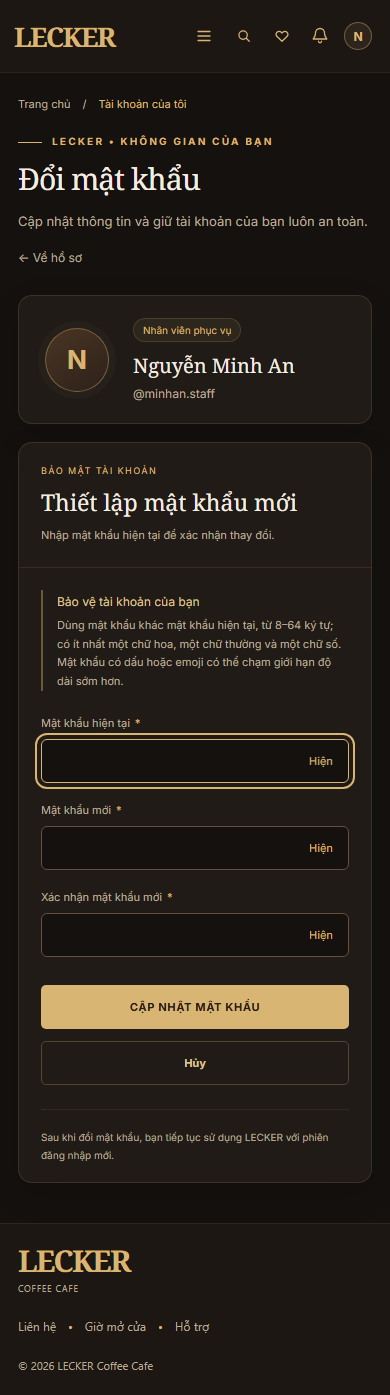 LECKER
N
Trang chủ / Tài khoản của tôi
LECKER • KHÔNG GIAN CỦA BẠN
Đổi mật khẩu
Cập nhật thông tin và giữ tài khoản của bạn luôn an toàn.
← Về hồ sơ
N
Nhân viên phục vụ
Nguyễn Minh An
@minhan.staff
BẢO MẬT TÀI KHOẢN
Thiết lập mật khẩu mới
Nhập mật khẩu hiện tại để xác nhận thay đổi.
Bảo vệ tài khoản của bạn
Dùng mật khẩu khác mật khẩu hiện tại, từ 8–64 ký tự;
có ít nhất một chữ hoa, một chữ thường và một chữ số.
Mật khẩu có dấu hoặc emoji có thể chạm giới hạn độ
dài sớm hơn.
Mật khẩu hiện tại *
Hiện
Mật khẩu mới *
Hiện
Xác nhận mật khẩu mới *
Hiện
CẬP NHẬT MẬT KHẨU
Hủy
Sau khi đổi mật khẩu, bạn tiếp tục sử dụng LECKER với phiên
đăng nhập mới.
LECKER
COFFEE CAFE
Liên hệ • Giờ mở cửa • Hỗ trợ
© 2026 LECKER Coffee Cafe